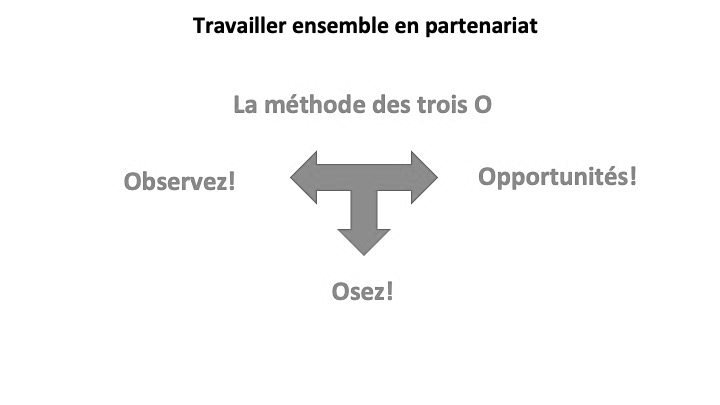 Travailler ensemble en partenariat
La méthode des trois O
Observez!
Opportunités!
Osez!